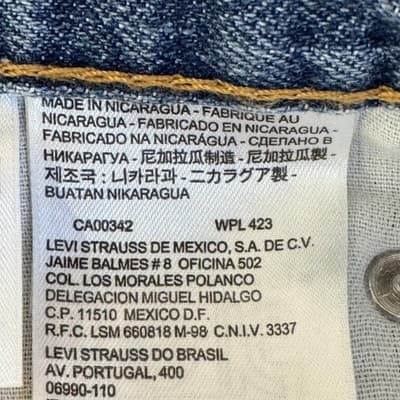 MADE IN NICARAGUA - FABRIQUE AU
NICARAGUA - FABRICADO EN NICARAGUA -
FABRICADO NA NICARÁGUA - СДЕЛАНО В
НИКАРАГУА - 尼加拉瓜制造 - 尼加拉瓜製 -
제조국 : 니카라과 - ニカラグア製 -
BUATAN NIKARAGUA
CA00342 WPL 423
LEVI STRAUSS DE MEXICO, S.A. DE C.V.
JAIME BALMES # 8 OFICINA 502
COL. LOS MORALES POLANCO
DELEGACION MIGUEL HIDALGO
C.P. 11510 MEXICO D.F.
R.F.C. LSM 660818 M-98 C.N.I.V. 3337
LEVI STRAUSS DO BRASIL
AV. PORTUGAL, 400
06990-110